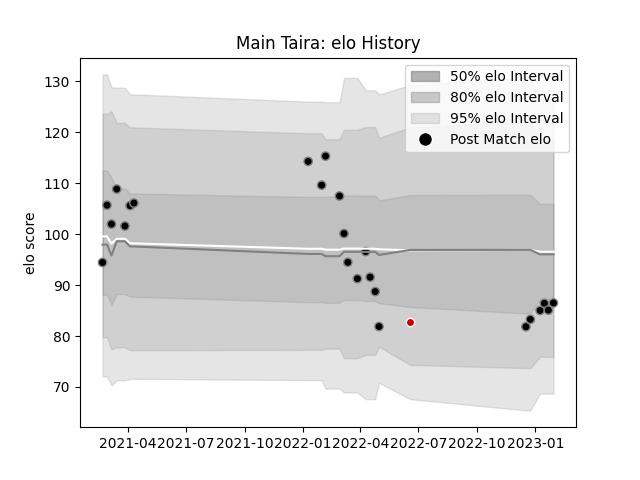 Main Taira: elo History
50% elo Interval
80% elo Interval
95% elo Interval
Post Match elo
elo score
130
120
110
100
90
80
70
2021-04 2021-07 2021-10 2022-01 2022-04 2022-07 2022-10 2023-01